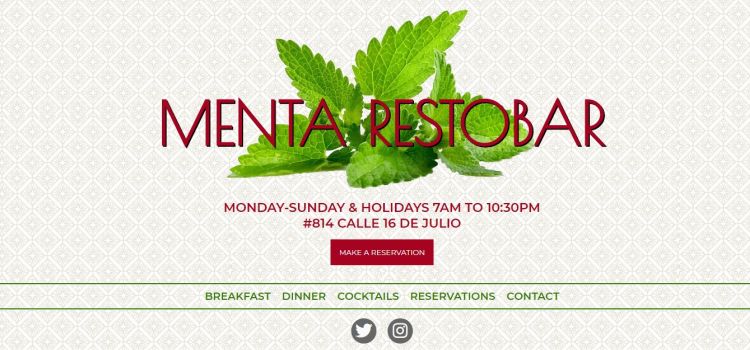 MENTA RESTOBAR
MONDAY-SUNDAY & HOLIDAYS 7AM TO 10:30PM
#814 CALLE 16 DE JULIO
MAKE A RESERVATION
BREAKFAST DINNER COCKTAILS RESERVATIONS CONTACT